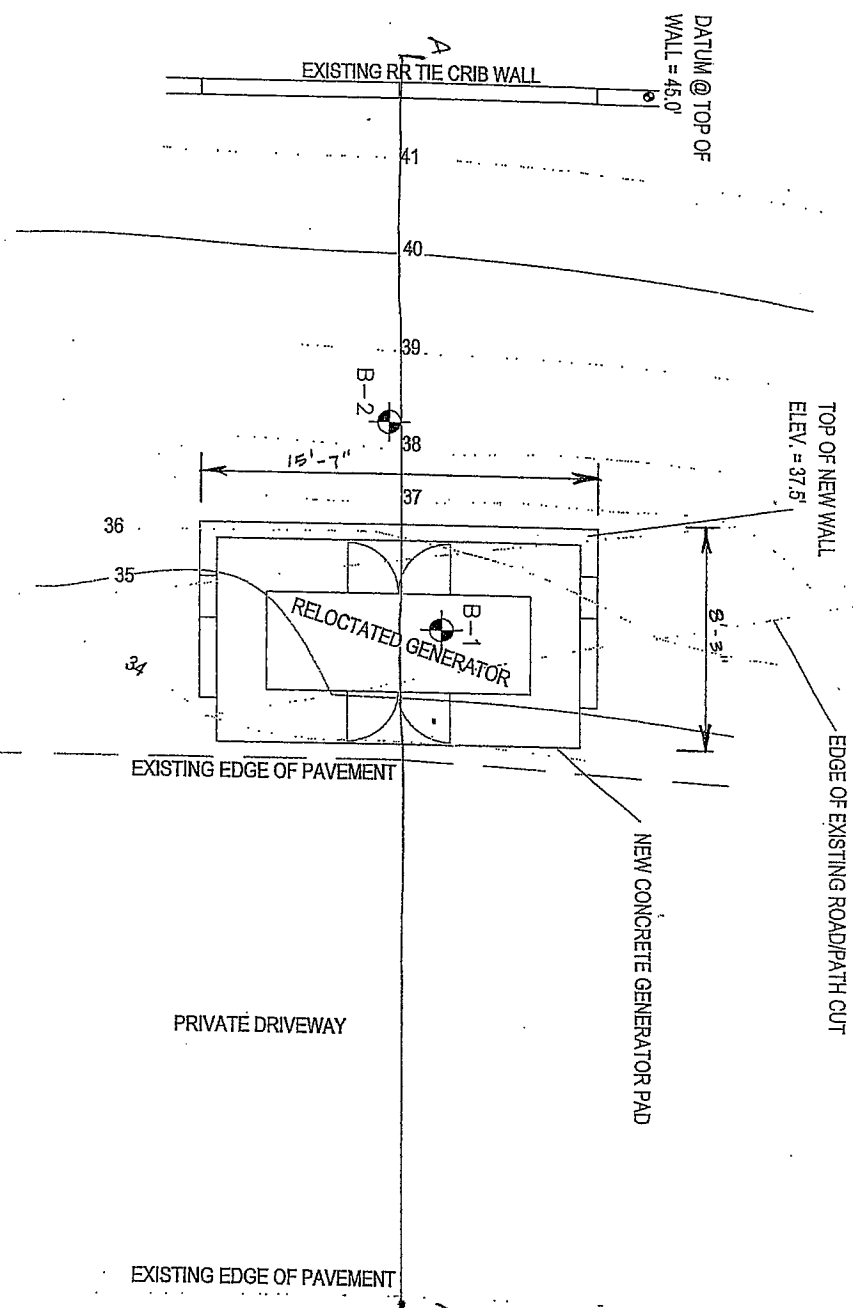 DATUM @ TOP OF
WALL = 45.0'
A
EXISTING RR TIE CRIB WALL
41
40
39
B-2
38
15'-7"
37
TOP OF NEW WALL
ELEV. = 37.5'
36
35
34
8'-3"
B-1
RELOCTATED GENERATOR
EDGE OF EXISTING ROAD/PATH CUT
EXISTING EDGE OF PAVEMENT
NEW CONCRETE GENERATOR PAD
PRIVATE DRIVEWAY
EXISTING EDGE OF PAVEMENT